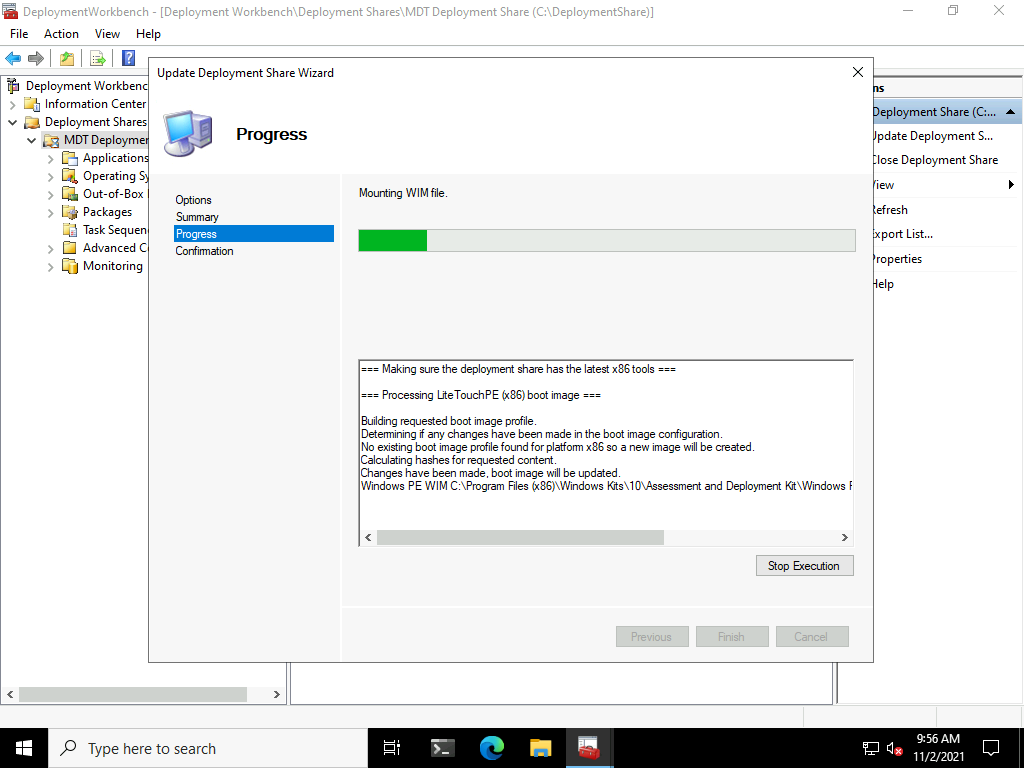 DeploymentWorkbench - [Deployment Workbench\Deployment Shares\MDT Deployment Share (C:\DeploymentShare)]
File Action View Help
Update Deployment Share Wizard
Deployment Workbenc
Information Center
Deployment Shares
MDT Deployme
Applications
Operating Sy
Out-of-Box
Packages
Task Sequen
Advanced C
Monitoring
Progress
Options
Summary
Progress
Confirmation
Mounting WIM file.
=== Making sure the deployment share has the latest x86 tools ===
=== Processing LiteTouchPE (x86) boot image ===
Building requested boot image profile.
Determining if any changes have been made in the boot image configuration.
No existing boot image profile found for platform x86 so a new image will be created.
Calculating hashes for requested content.
Changes have been made, boot image will be updated.
Windows PE WIM C:\Program Files (x86)\Windows Kits\10\Assessment and Deployment Kit\Windows P
Stop Execution
Previous Finish Cancel
ns
Deployment Share (C:...
Update Deployment S...
Close Deployment Share
View
Refresh
Export List...
Properties
Help
Type here to search
9:56 AM
11/2/2021